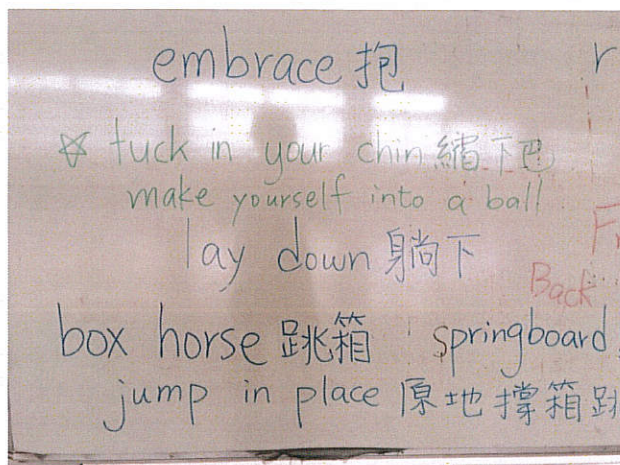 embrace 抱
☆ tuck in your chin 縮下巴
make yourself into a ball
lay down 躺下
Back
box horse 跳箱 springboard
jump in place 原地撐箱跳